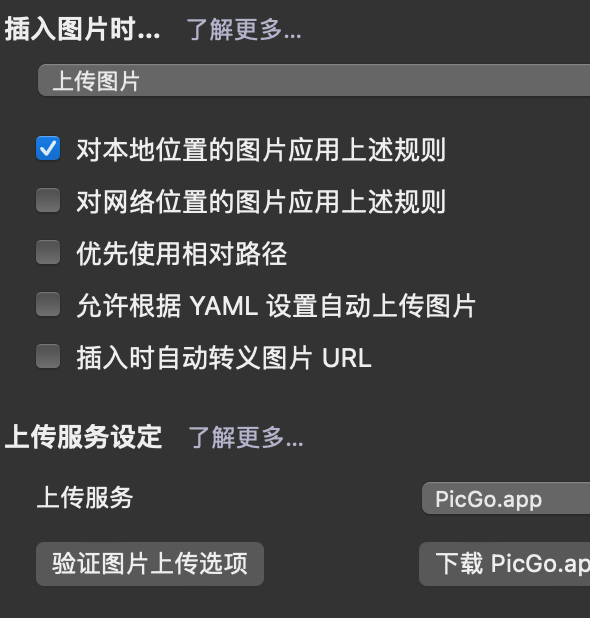 插入图片时... 了解更多...
上传图片
对本地位置的图片应用上述规则
对网络位置的图片应用上述规则
优先使用相对路径
允许根据 YAML 设置自动上传图片
插入时自动转义图片 URL
上传服务设定 了解更多...
上传服务 PicGo.app
验证图片上传选项 下载 PicGo.ap